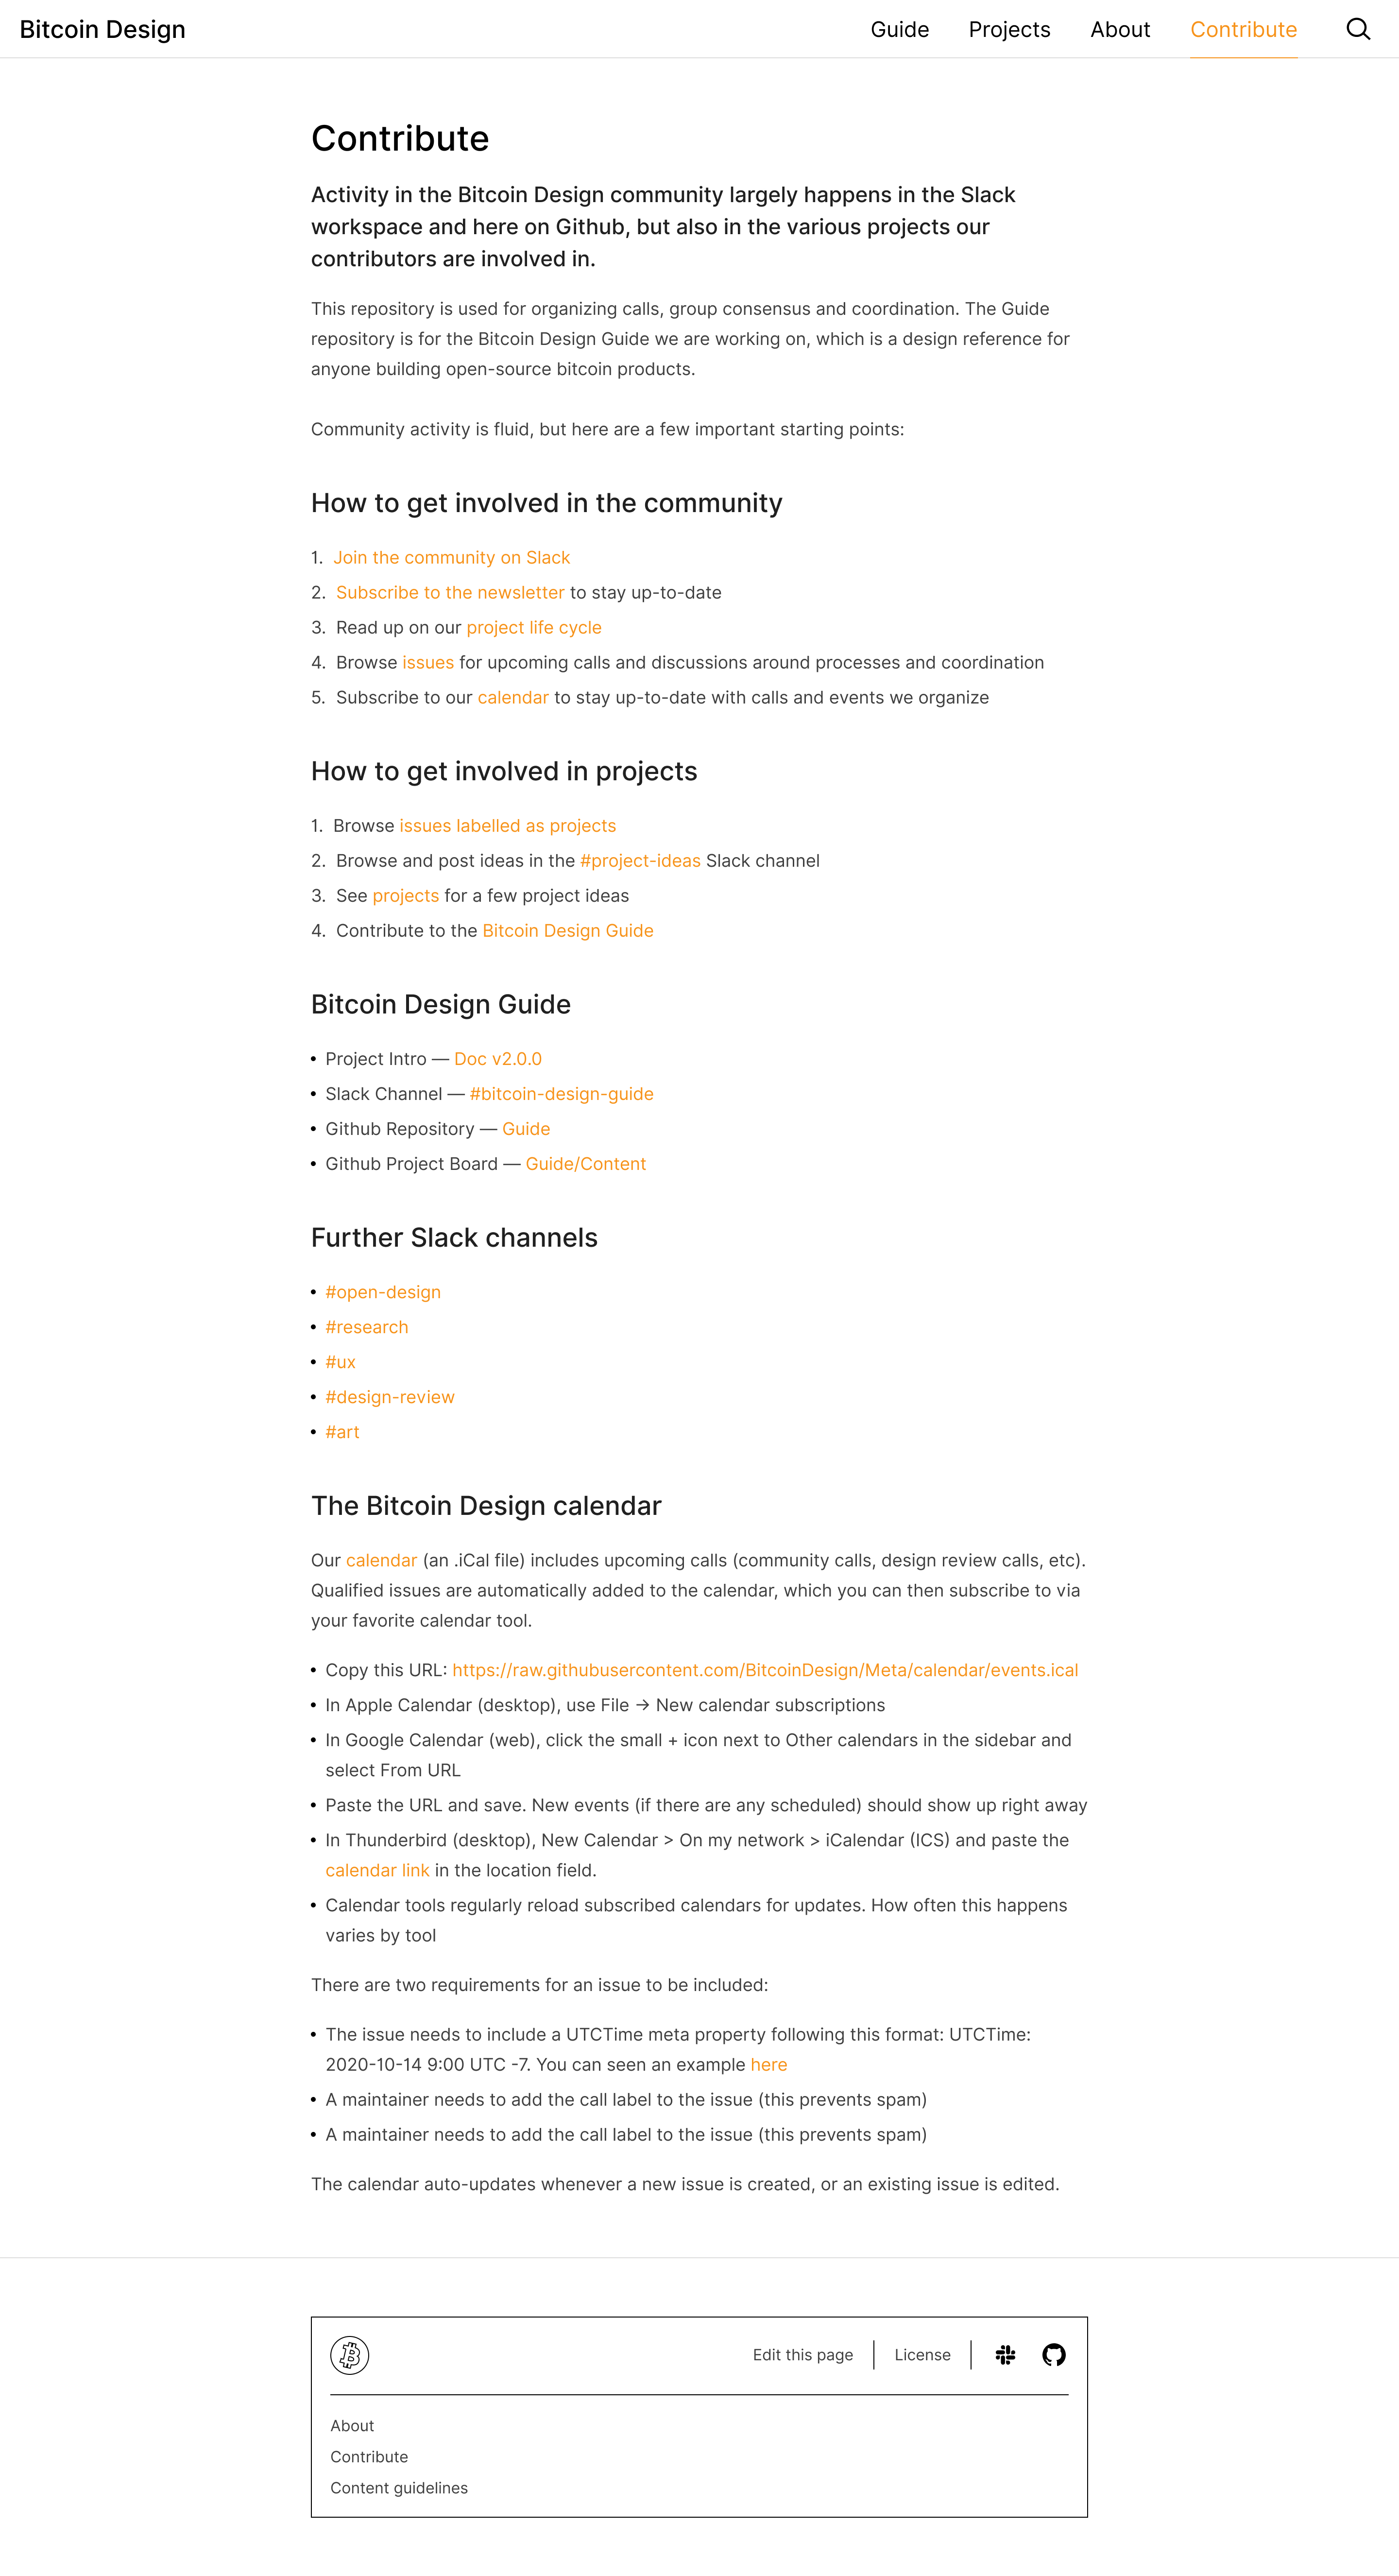 Bitcoin Design
Guide
Projects
About
Contribute
Contribute
Activity in the Bitcoin Design community largely happens in the Slack
workspace and here on Github, but also in the various projects our
contributors are involved in.
This repository is used for organizing calls, group consensus and coordination. The Guide
repository is for the Bitcoin Design Guide we are working on, which is a design reference for
anyone building open-source bitcoin products.
Community activity is fluid, but here are a few important starting points:
How to get involved in the community
1. Join the community on Slack
2. Subscribe to the newsletter to stay up-to-date
3. Read up on our project life cycle
4. Browse issues for upcoming calls and discussions around processes and coordination
5. Subscribe to our calendar to stay up-to-date with calls and events we organize
How to get involved in projects
1. Browse issues labelled as projects
2. Browse and post ideas in the #project-ideas Slack channel
3. See projects for a few project ideas
4. Contribute to the Bitcoin Design Guide
Bitcoin Design Guide
• Project Intro — Doc v2.0.0
• Slack Channel — #bitcoin-design-guide
• Github Repository — Guide
• Github Project Board — Guide/Content
Further Slack channels
• #open-design
• #research
• #ux
• #design-review
• #art
The Bitcoin Design calendar
Our calendar (an .iCal file) includes upcoming calls (community calls, design review calls, etc).
Qualified issues are automatically added to the calendar, which you can then subscribe to via
your favorite calendar tool.
• Copy this URL: https://raw.githubusercontent.com/BitcoinDesign/Meta/calendar/events.ical
• In Apple Calendar (desktop), use File → New calendar subscriptions
• In Google Calendar (web), click the small + icon next to Other calendars in the sidebar and
select From URL
• Paste the URL and save. New events (if there are any scheduled) should show up right away
• In Thunderbird (desktop), New Calendar > On my network > iCalendar (ICS) and paste the
calendar link in the location field.
• Calendar tools regularly reload subscribed calendars for updates. How often this happens
varies by tool
There are two requirements for an issue to be included:
• The issue needs to include a UTCTime meta property following this format: UTCTime:
2020-10-14 9:00 UTC -7. You can seen an example here
• A maintainer needs to add the call label to the issue (this prevents spam)
• A maintainer needs to add the call label to the issue (this prevents spam)
The calendar auto-updates whenever a new issue is created, or an existing issue is edited.
Edit this page
License
About
Contribute
Content guidelines